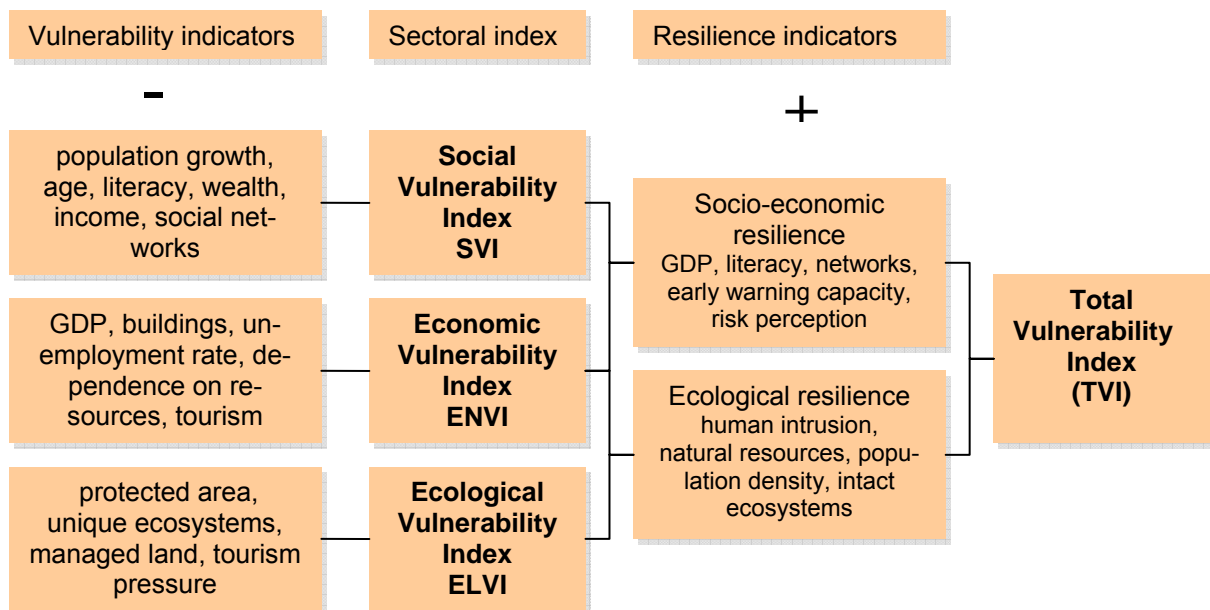 Vulnerability indicators
Sectoral index
Resilience indicators
-
+
population growth,
age, literacy, wealth,
income, social net-
works
Social
Vulnerability
Index
SVI
GDP, buildings, un-
employment rate, de-
pendence on re-
sources, tourism
Economic
Vulnerability
Index
ENVI
protected area,
unique ecosystems,
managed land, tourism
pressure
Ecological
Vulnerability
Index
ELVI
Socio-economic
resilience
GDP, literacy, networks,
early warning capacity,
risk perception
Ecological resilience
human intrusion,
natural resources, popu-
lation density, intact
ecosystems
Total
Vulnerability
Index
(TVI)